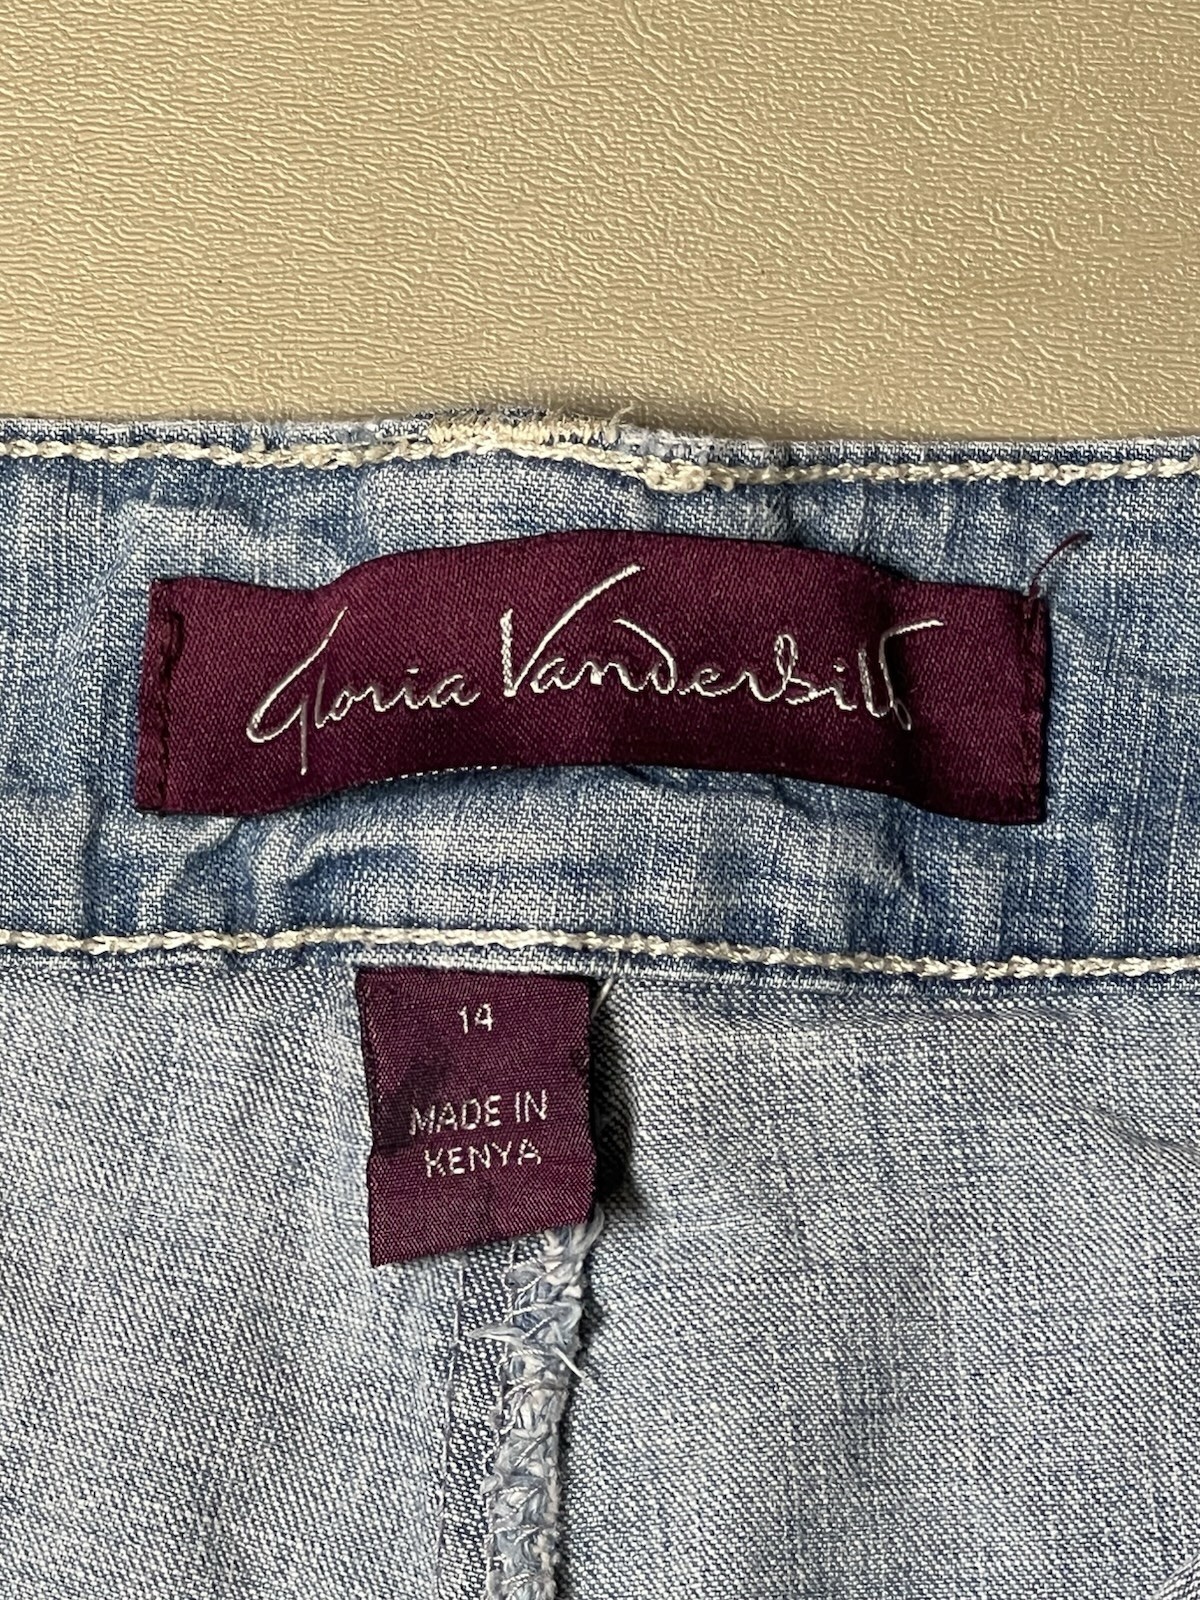 Gloria Vanderbilt
14
MADE IN
KENYA